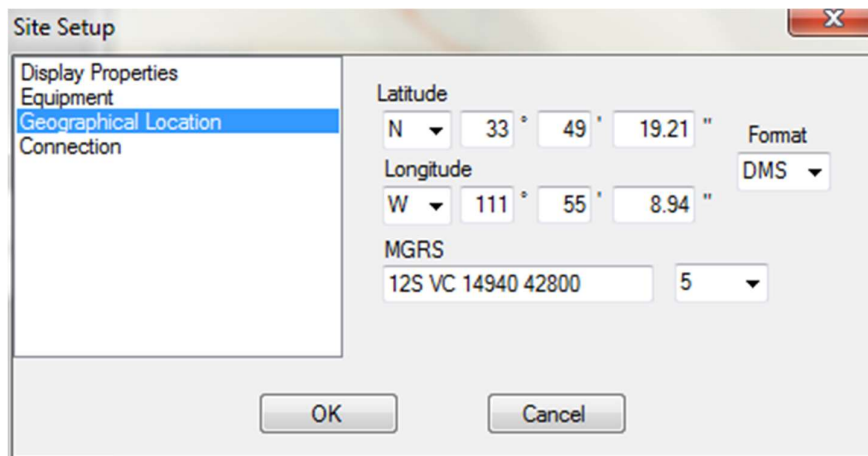 Site Setup
Display Properties
Equipment
Geographical Location
Connection
Latitude
N 33 ° 49 ' 19.21 "
Format
DMS
Longitude
W 111 ° 55 ' 8.94 "
MGRS
12S VC 14940 42800 5
OK Cancel